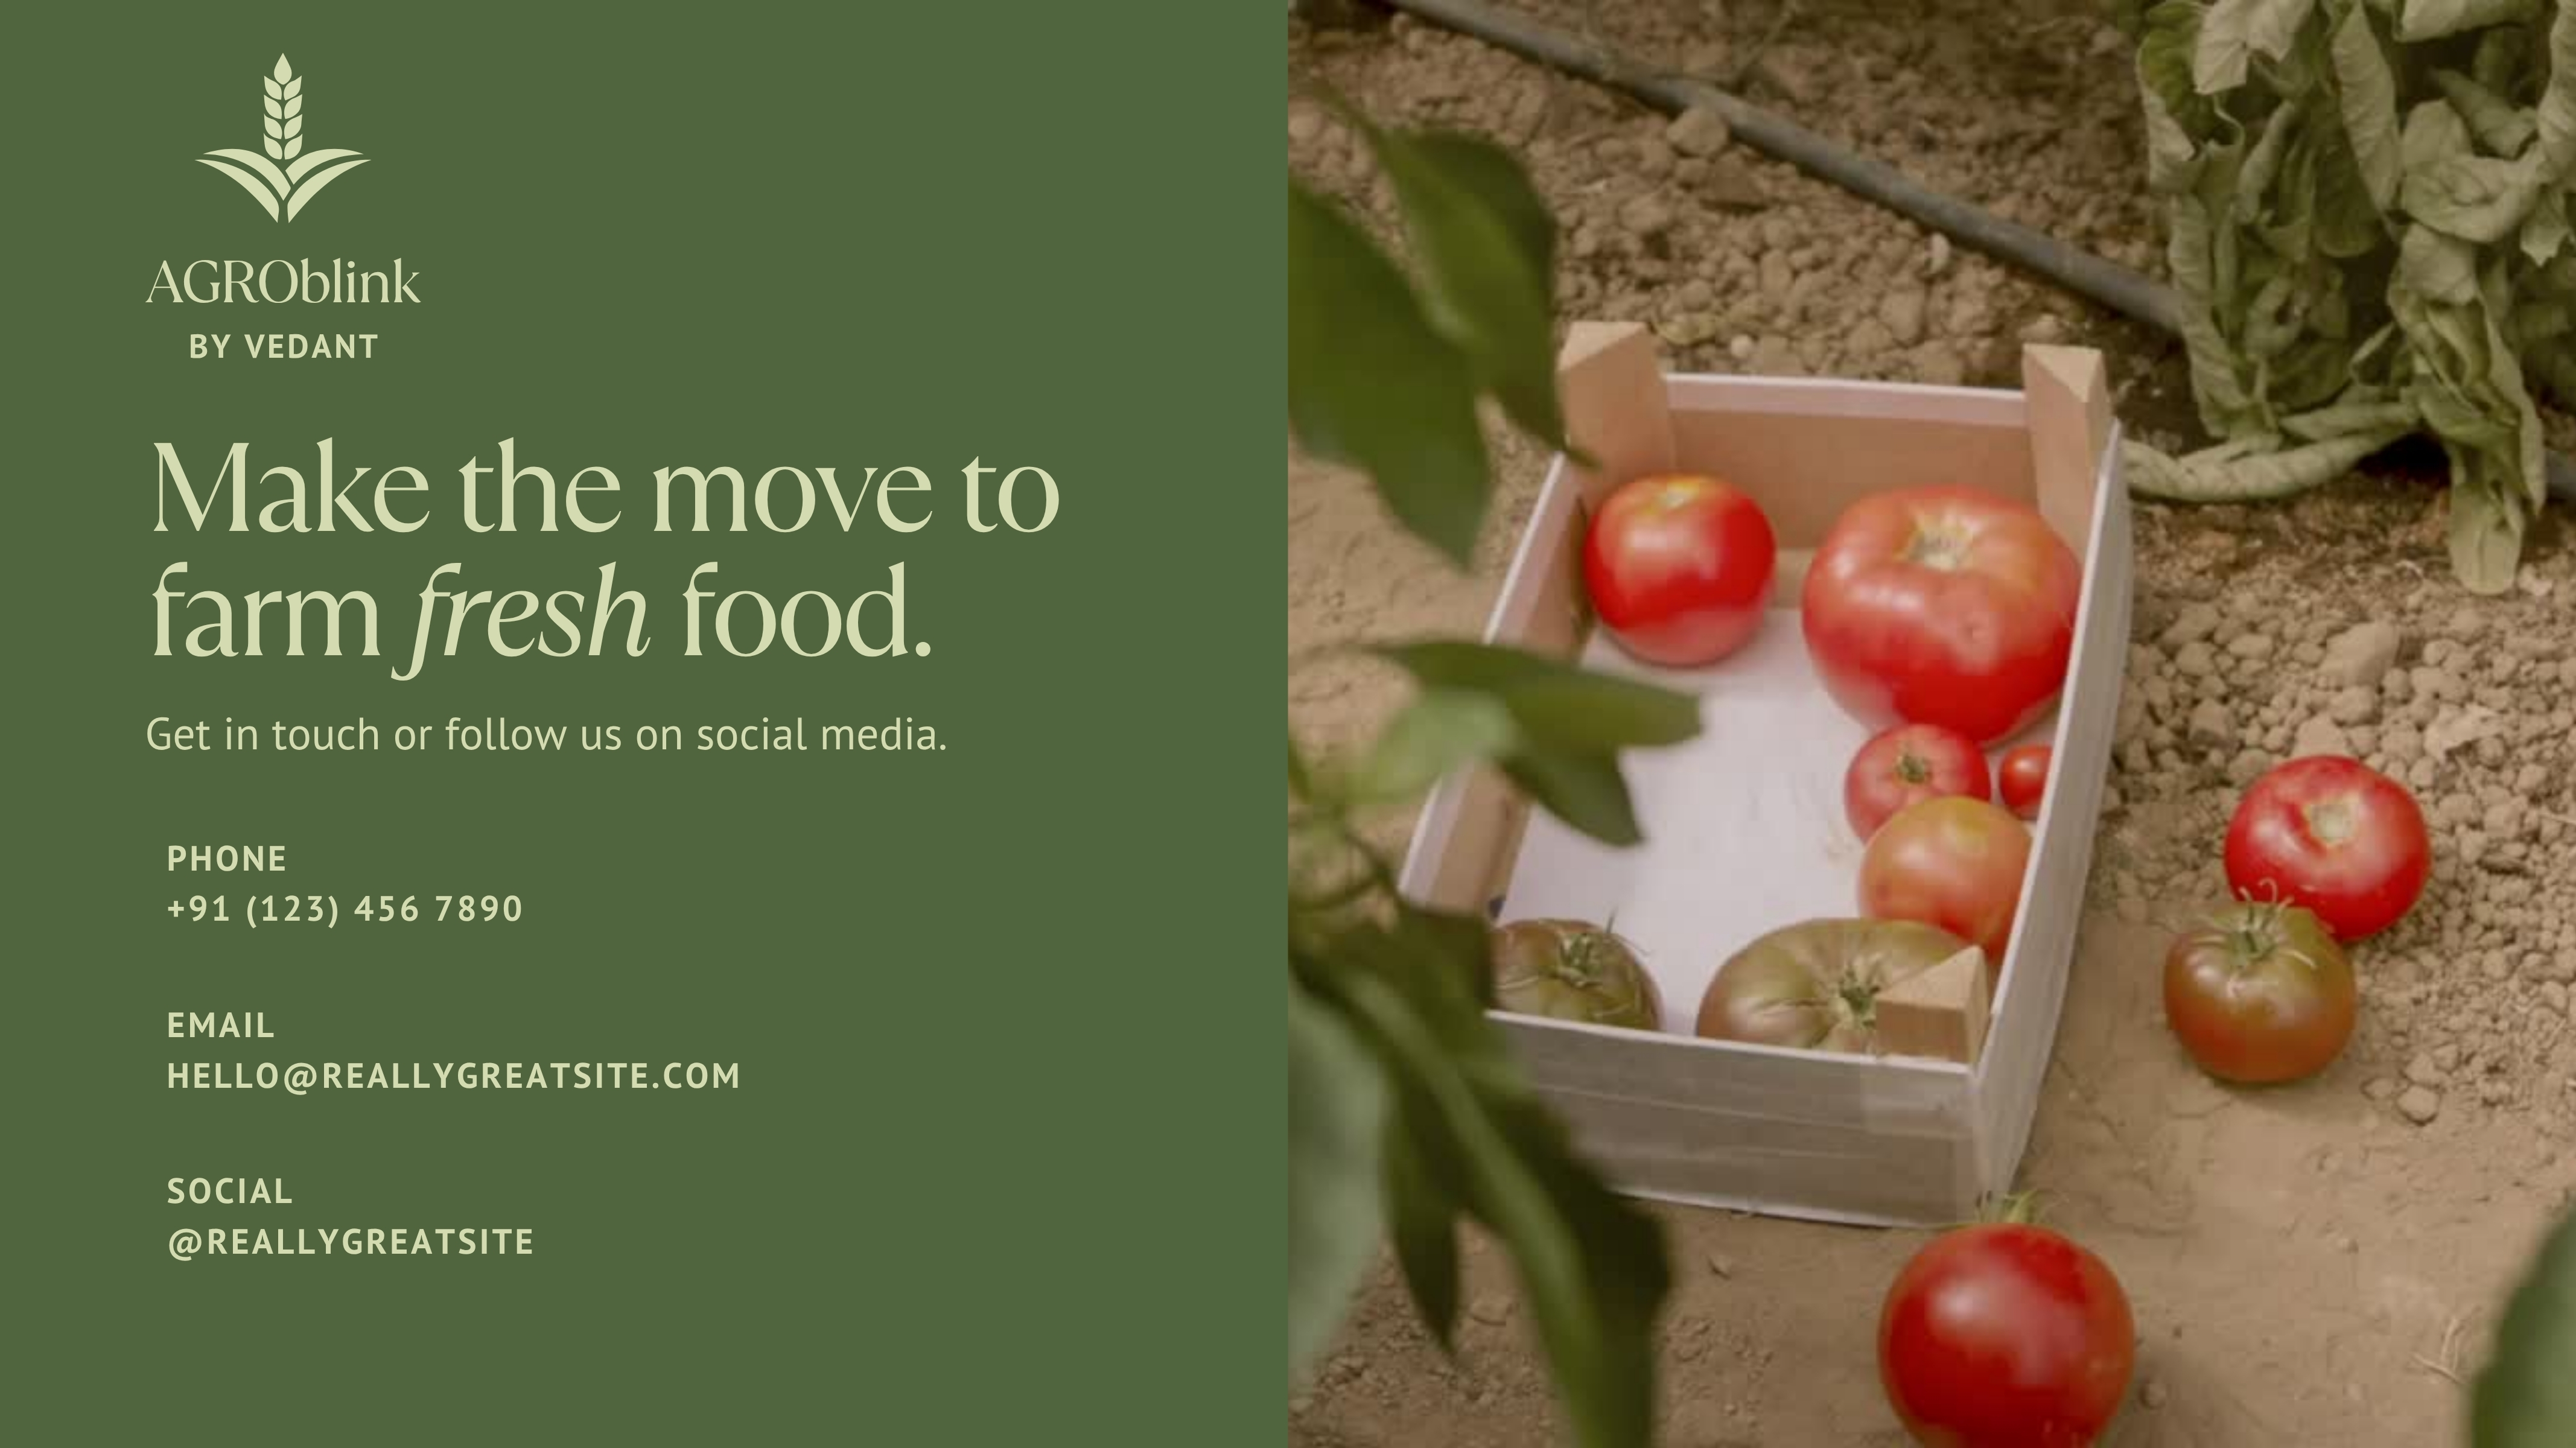 AGROblink
BY VEDANT
Make the move to
farm fresh food.
Get in touch or follow us on social media.
PHONE
+91 (123) 456 7890
EMAIL
HELLO@REALLYGREATSITE.COM
SOCIAL
@REALLYGREATSITE